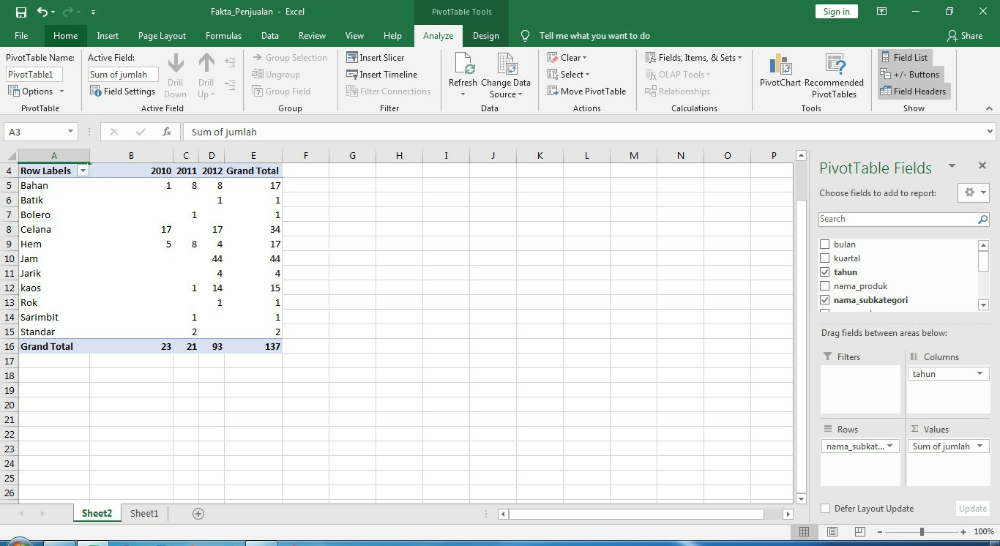 Fakta_Penjualan - Excel
PivotTable Tools
Sign in
File Home Insert Page Layout Formulas Data Review View Help Analyze Design Tell me what you want to do Share
PivotTable Name:
PivotTable1
Options
PivotTable
Active Field:
Sum of jumlah
Field Settings
Drill Down
Drill Up
Active Field
Group Selection
Ungroup
Group Field
Group
Insert Slicer
Insert Timeline
Filter Connections
Filter
Refresh
Change Data Source
Data
Clear
Select
Move PivotTable
Actions
Fields, Items, & Sets
OLAP Tools
Relationships
Calculations
PivotChart
Recommended PivotTables
Tools
Field List
+/- Buttons
Field Headers
Show
A3 fx Sum of jumlah
A B C D E F G H I J K L M N O P
4 Row Labels 2010 2011 2012 Grand Total
5 Bahan 1 8 8 17
6 Batik 1 1
7 Bolero 1 1
8 Celana 17 17 34
9 Hem 5 8 4 17
10 Jam 44 44
11 Jarik 4 4
12 kaos 1 14 15
13 Rok 1 1
14 Sarimbit 1 1
15 Standar 2 2
16 Grand Total 23 21 93 137
17
18
19
20
21
22
23
24
25
26
PivotTable Fields
Choose fields to add to report:
Search
bulan
kuartal
tahun
nama_produk
nama_subkategori
Drag fields between areas below:
Filters
Columns
tahun
Rows
nama_subkat...
Σ Values
Sum of jumlah
Defer Layout Update
Update
Sheet2 Sheet1
100%